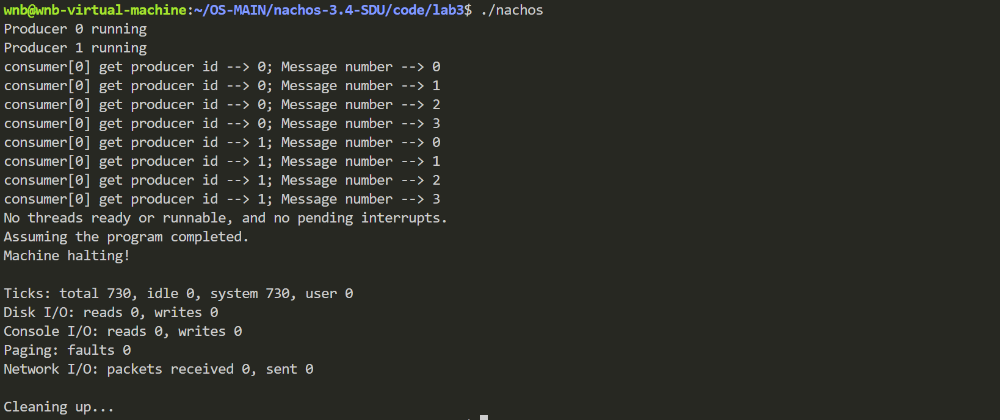 wnb@wnb-virtual-machine:~/OS-MAIN/nachos-3.4-SDU/code/lab3$ ./nachos
Producer 0 running
Producer 1 running
consumer[0] get producer id --> 0; Message number --> 0
consumer[0] get producer id --> 0; Message number --> 1
consumer[0] get producer id --> 0; Message number --> 2
consumer[0] get producer id --> 0; Message number --> 3
consumer[0] get producer id --> 1; Message number --> 0
consumer[0] get producer id --> 1; Message number --> 1
consumer[0] get producer id --> 1; Message number --> 2
consumer[0] get producer id --> 1; Message number --> 3
No threads ready or runnable, and no pending interrupts.
Assuming the program completed.
Machine halting!

Ticks: total 730, idle 0, system 730, user 0
Disk I/O: reads 0, writes 0
Console I/O: reads 0, writes 0
Paging: faults 0
Network I/O: packets received 0, sent 0

Cleaning up...